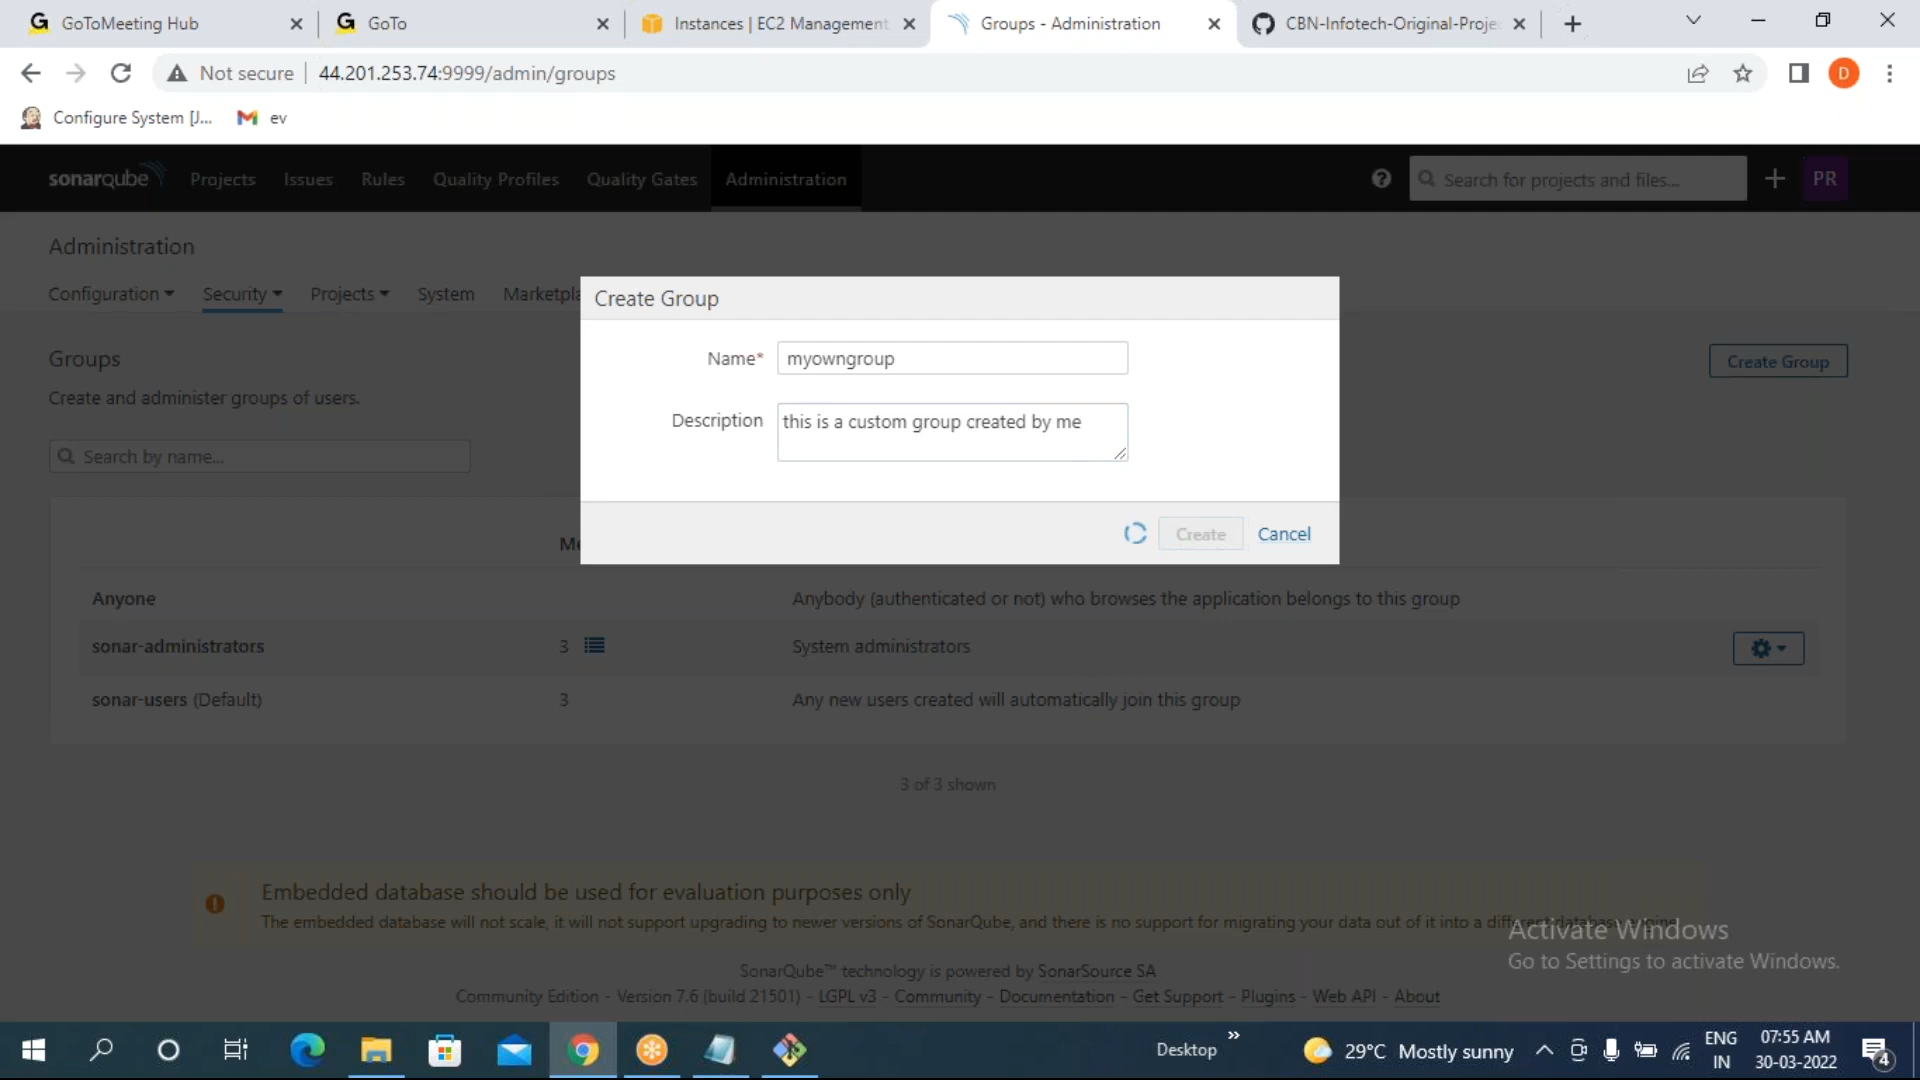 GoToMeeting Hub
GoTo
Instances | EC2 Management
Groups - Administration
CBN-Infotech-Original-Proje
Not secure
44.201.253.74:9999/admin/groups
D
Configure System [J...
ev
sonarqube
Projects
Issues
Rules
Quality Profiles
Quality Gates
Administration
Search for projects and files...
PR
Administration
Configuration
Security
Projects
System
Marketpla
Create Group
Name*
myowngroup
Description
this is a custom group created by me
Create
Cancel
Groups
Create Group
Create and administer groups of users.
Search by name...
Me
Anyone
Anybody (authenticated or not) who browses the application belongs to this group
sonar-administrators
3
System administrators
sonar-users (Default)
3
Any new users created will automatically join this group
3 of 3 shown
Embedded database should be used for evaluation purposes only
The embedded database will not scale, it will not support upgrading to newer versions of SonarQube, and there is no support for migrating your data out of it into a different database engine.
Activate Windows
Go to Settings to activate Windows.
SonarQube™ technology is powered by SonarSource SA
Community Edition - Version 7.6 (build 21501) - LGPL v3 - Community - Documentation - Get Support - Plugins - Web API - About
Desktop
29°C Mostly sunny
ENG
IN
07:55 AM
30-03-2022
4